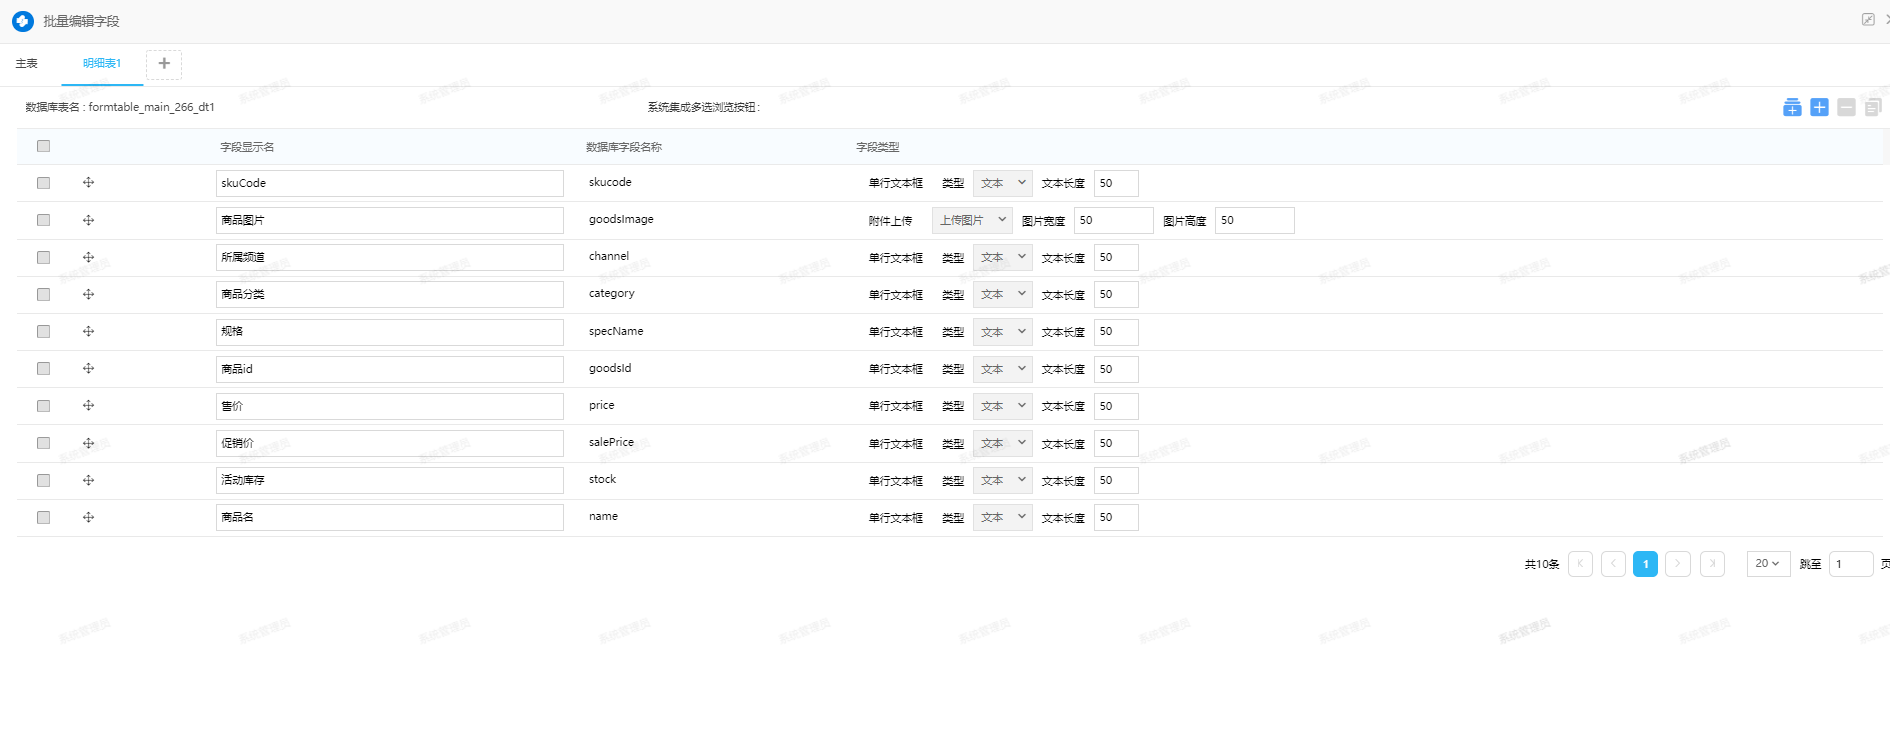 批量编辑字段
主表 明细表1
数据库表名 : formtable_main_266_dt1 系统集成多选浏览按钮 :
字段显示名 数据库字段名称 字段类型
skuCode skucode 单行文本框 类型 文本 文本长度 50
商品图片 goodsImage 附件上传 上传图片 图片宽度 50 图片高度 50
所属频道 channel 单行文本框 类型 文本 文本长度 50
商品分类 category 单行文本框 类型 文本 文本长度 50
规格 specName 单行文本框 类型 文本 文本长度 50
商品id goodsId 单行文本框 类型 文本 文本长度 50
售价 price 单行文本框 类型 文本 文本长度 50
促销价 salePrice 单行文本框 类型 文本 文本长度 50
活动库存 stock 单行文本框 类型 文本 文本长度 50
商品名 name 单行文本框 类型 文本 文本长度 50
共10条 1 20 跳至 1 页
系统管理员